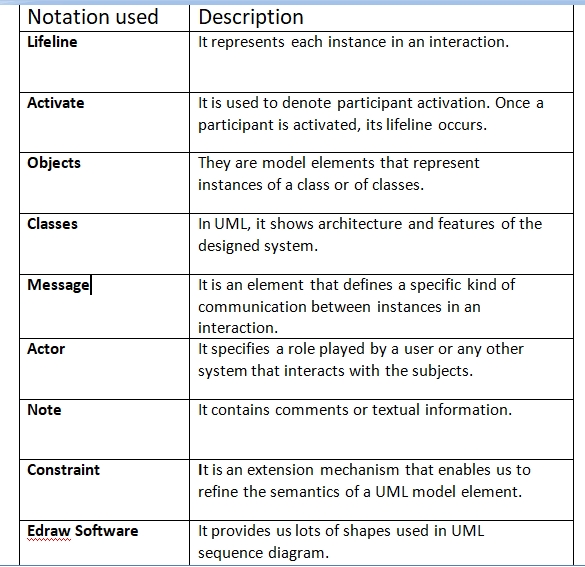 Notation used Description
Lifeline It represents each instance in an interaction.
Activate It is used to denote participant activation. Once a
participant is activated, its lifeline occurs.
Objects They are model elements that represent
instances of a class or of classes.
Classes In UML, it shows architecture and features of the
designed system.
Message It is an element that defines a specific kind of
communication between instances in an
interaction.
Actor It specifies a role played by a user or any other
system that interacts with the subjects.
Note It contains comments or textual information.
Constraint It is an extension mechanism that enables us to
refine the semantics of a UML model element.
Edraw Software It provides us lots of shapes used in UML
sequence diagram.